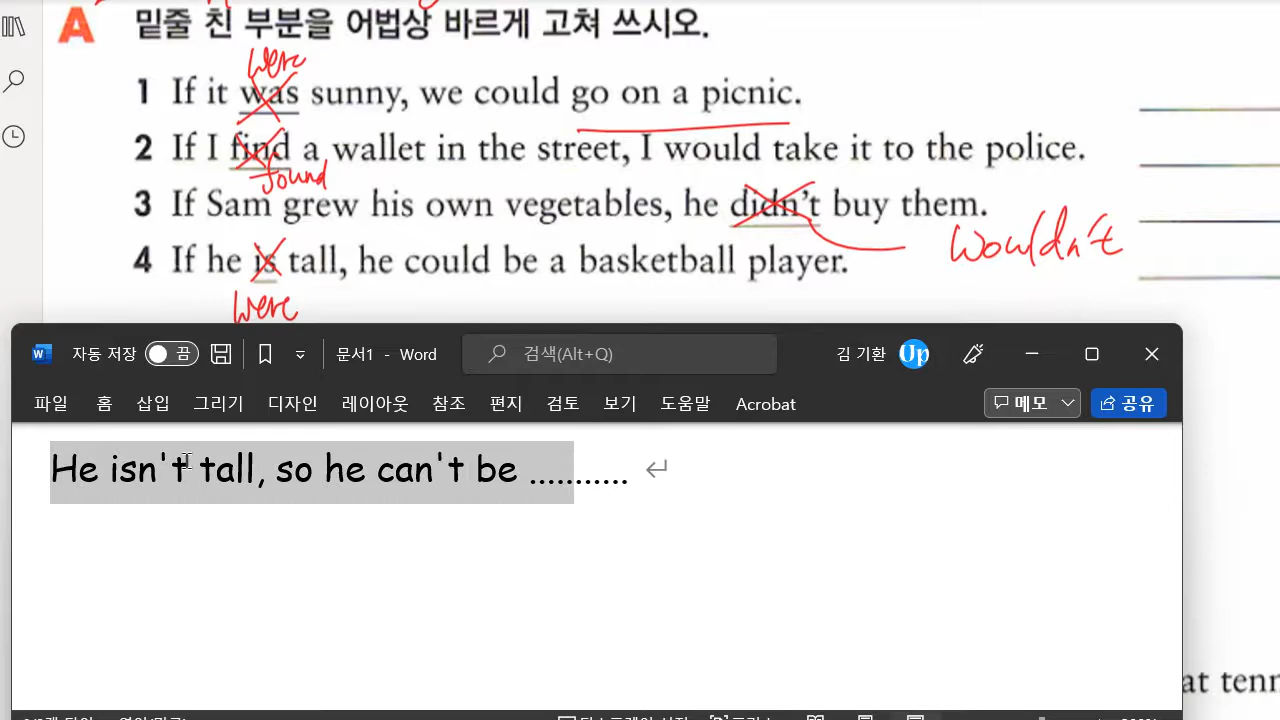 A 밑줄 친 부분을 어법상 바르게 고쳐 쓰시오.
were
1 If it was sunny, we could go on a picnic.
2 If I find a wallet in the street, I would take it to the police.
found
3 If Sam grew his own vegetables, he didn't buy them.
wouldn't
4 If he is tall, he could be a basketball player.
were
자동 저장 끔 문서1 - Word 검색(Alt+Q) 김 기환 Up
파일 홈 삽입 그리기 디자인 레이아웃 참조 편지 검토 보기 도움말 Acrobat 메모 공유
He isn't tall, so he can't be ...........
at tenn